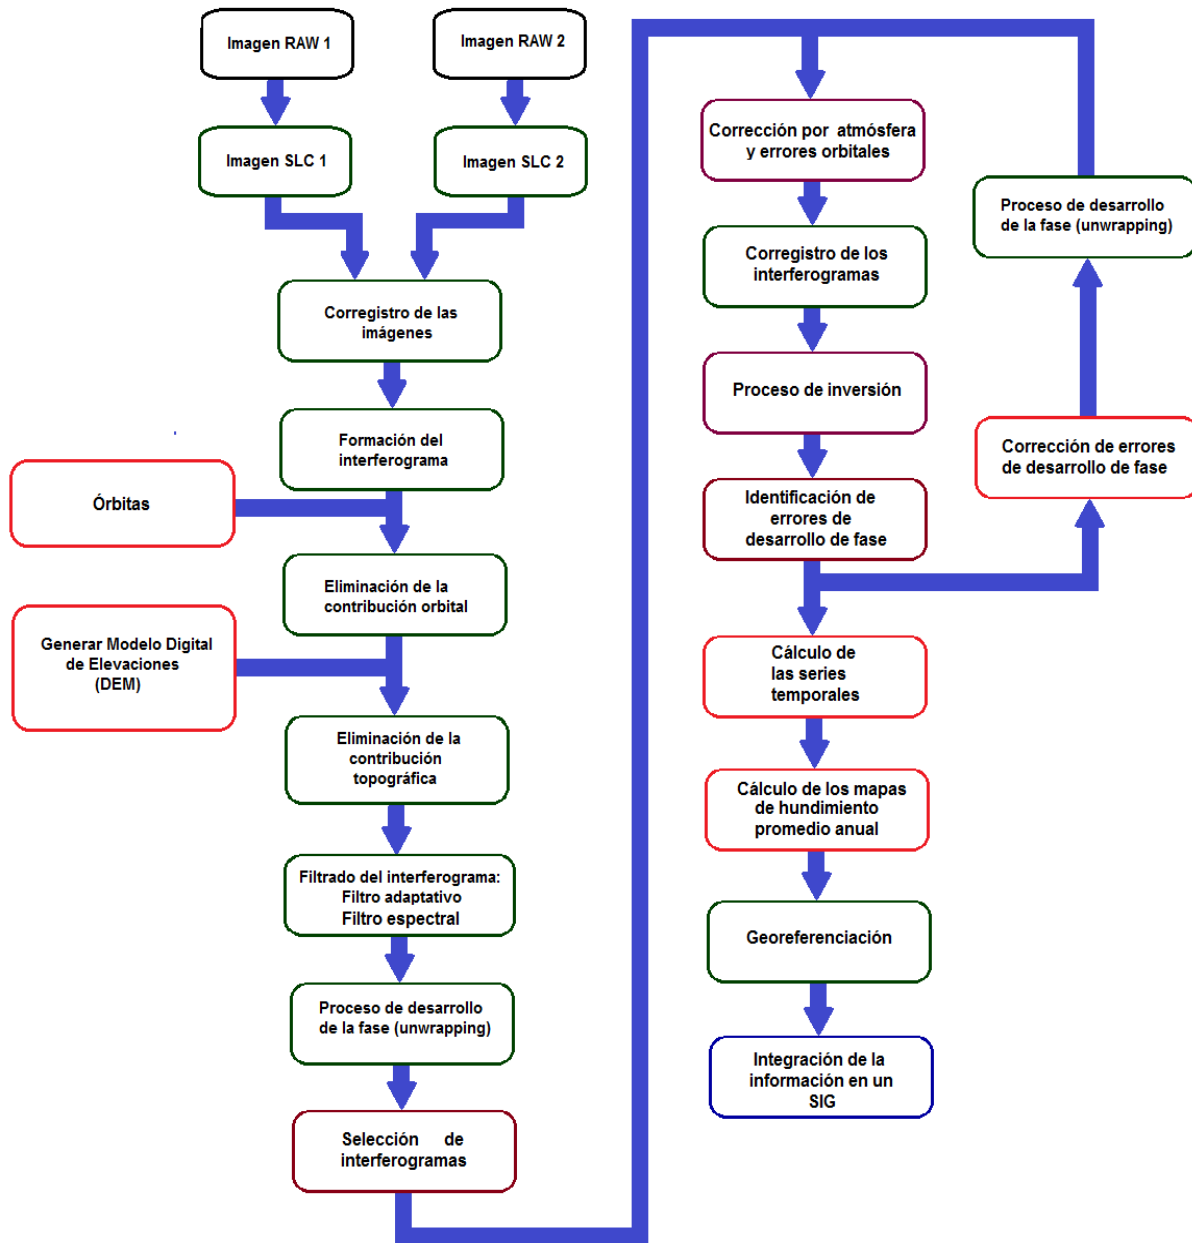 Imagen RAW 1
Imagen RAW 2
Imagen SLC 1
Imagen SLC 2
Corregistro de las
imágenes
Formación del
interferograma
Órbitas
Eliminación de la
contribución orbital
Generar Modelo Digital
de Elevaciones
(DEM)
Eliminación de la
contribución
topográfica
Filtrado del interferograma:
Filtro adaptativo
Filtro espectral
Proceso de desarrollo
de la fase (unwrapping)
Selección de
interferogramas
Corrección por atmósfera
y errores orbitales
Corregistro de los
interferogramas
Proceso de inversión
Identificación de
errores de
desarrollo de fase
Proceso de desarrollo
de la fase (unwrapping)
Corrección de errores
de desarrollo de fase
Cálculo de
las series
temporales
Cálculo de los mapas
de hundimiento
promedio anual
Georeferenciación
Integración de la
información en un
SIG